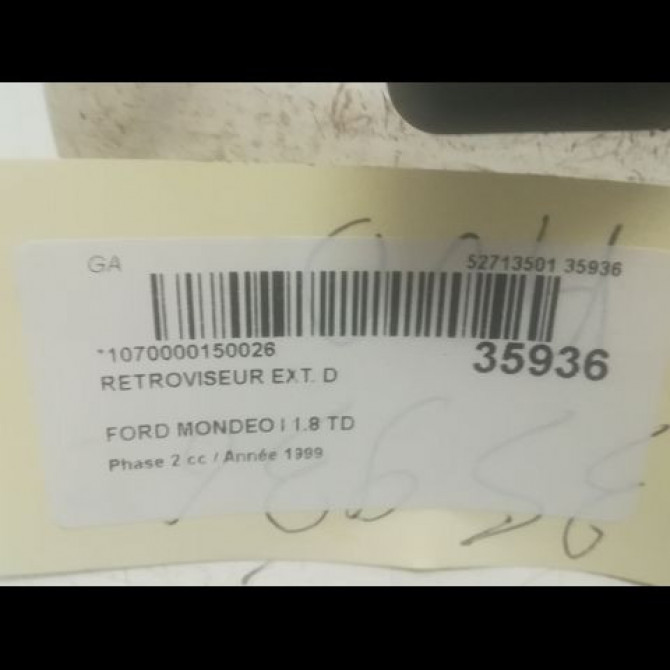 GA
52713501 35936
*1070000150026
35936
RETROVISEUR EXT. D
FORD MONDEO I 1.8 TD
Phase 2 cc / Année 1999